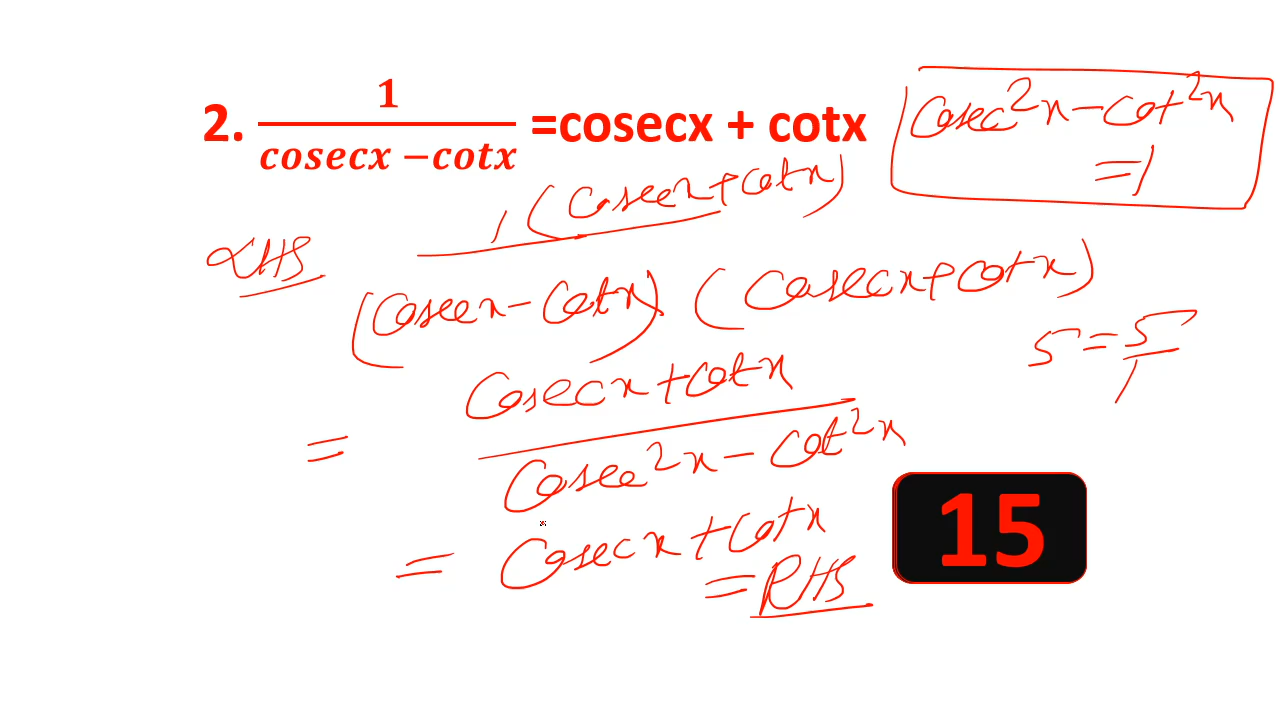 2. 1
cosecx −cotx =cosecx + cotx
cosec²x − cot²x
=1
LHS
1 (cosecx+cotx)
(cosecx − cotx) (cosecx+cotx)
5 = 5
1
cosecx+cotx
=
cosec²x − cot²x
= cosecx+cotx
= RHS
15